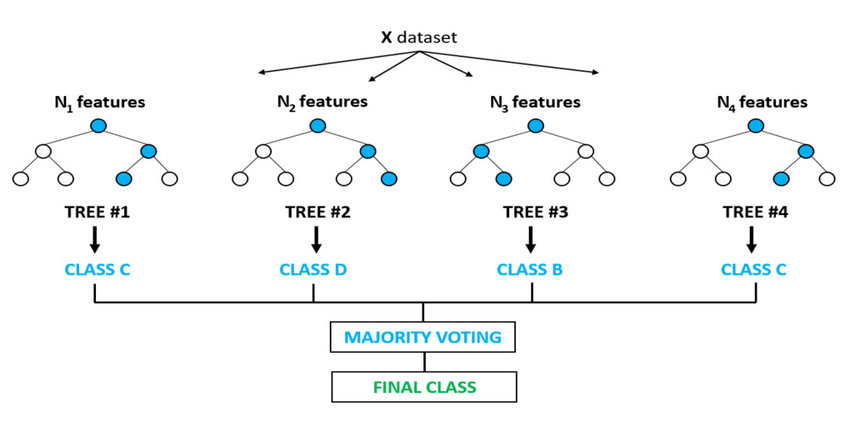 X dataset
N1 features
N2 features
N3 features
N4 features
TREE #1
TREE #2
TREE #3
TREE #4
CLASS C
CLASS D
CLASS B
CLASS C
MAJORITY VOTING
FINAL CLASS